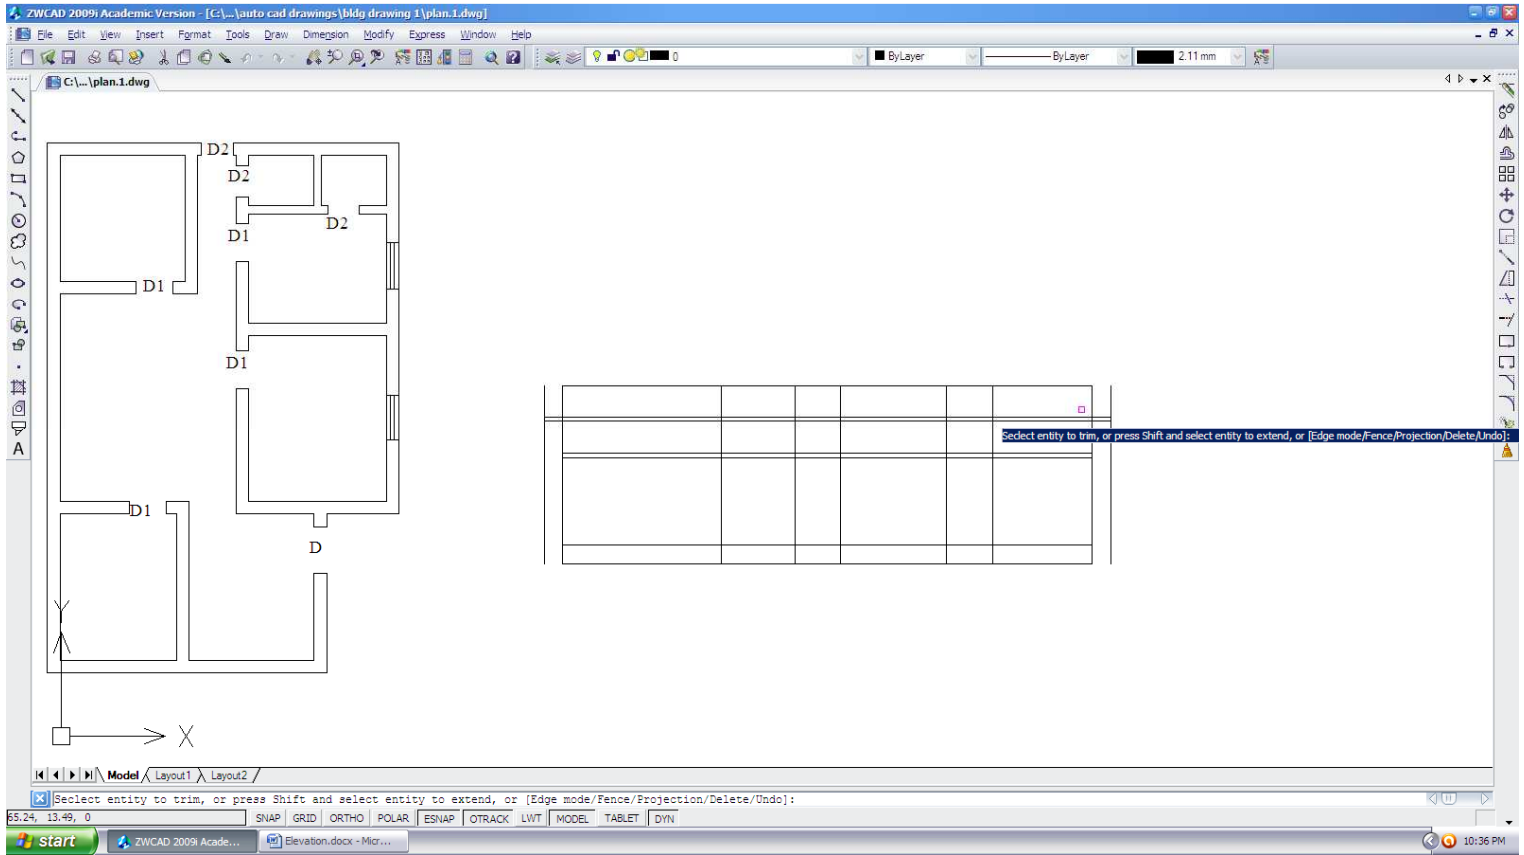 ZWCAD 2009i Academic Version - [C:\...\auto cad drawings\bldg drawing 1\plan.1.dwg]
File Edit View Insert Format Tools Draw Dimension Modify Express Window Help
0 ByLayer ByLayer 2.11 mm
C:\...\plan.1.dwg
D2
D2
D2
D1
D1
D1
D1
D
A
Seclect entity to trim, or press Shift and select entity to extend, or [Edge mode/Fence/Projection/Delete/Undo]:
Y
X
Model Layout1 Layout2
Seclect entity to trim, or press Shift and select entity to extend, or [Edge mode/Fence/Projection/Delete/Undo]:
65.24, 13.49, 0 SNAP GRID ORTHO POLAR ESNAP OTRACK LWT MODEL TABLET DYN
start ZWCAD 2009i Acade... Elevation.docx - Micr... 10:36 PM